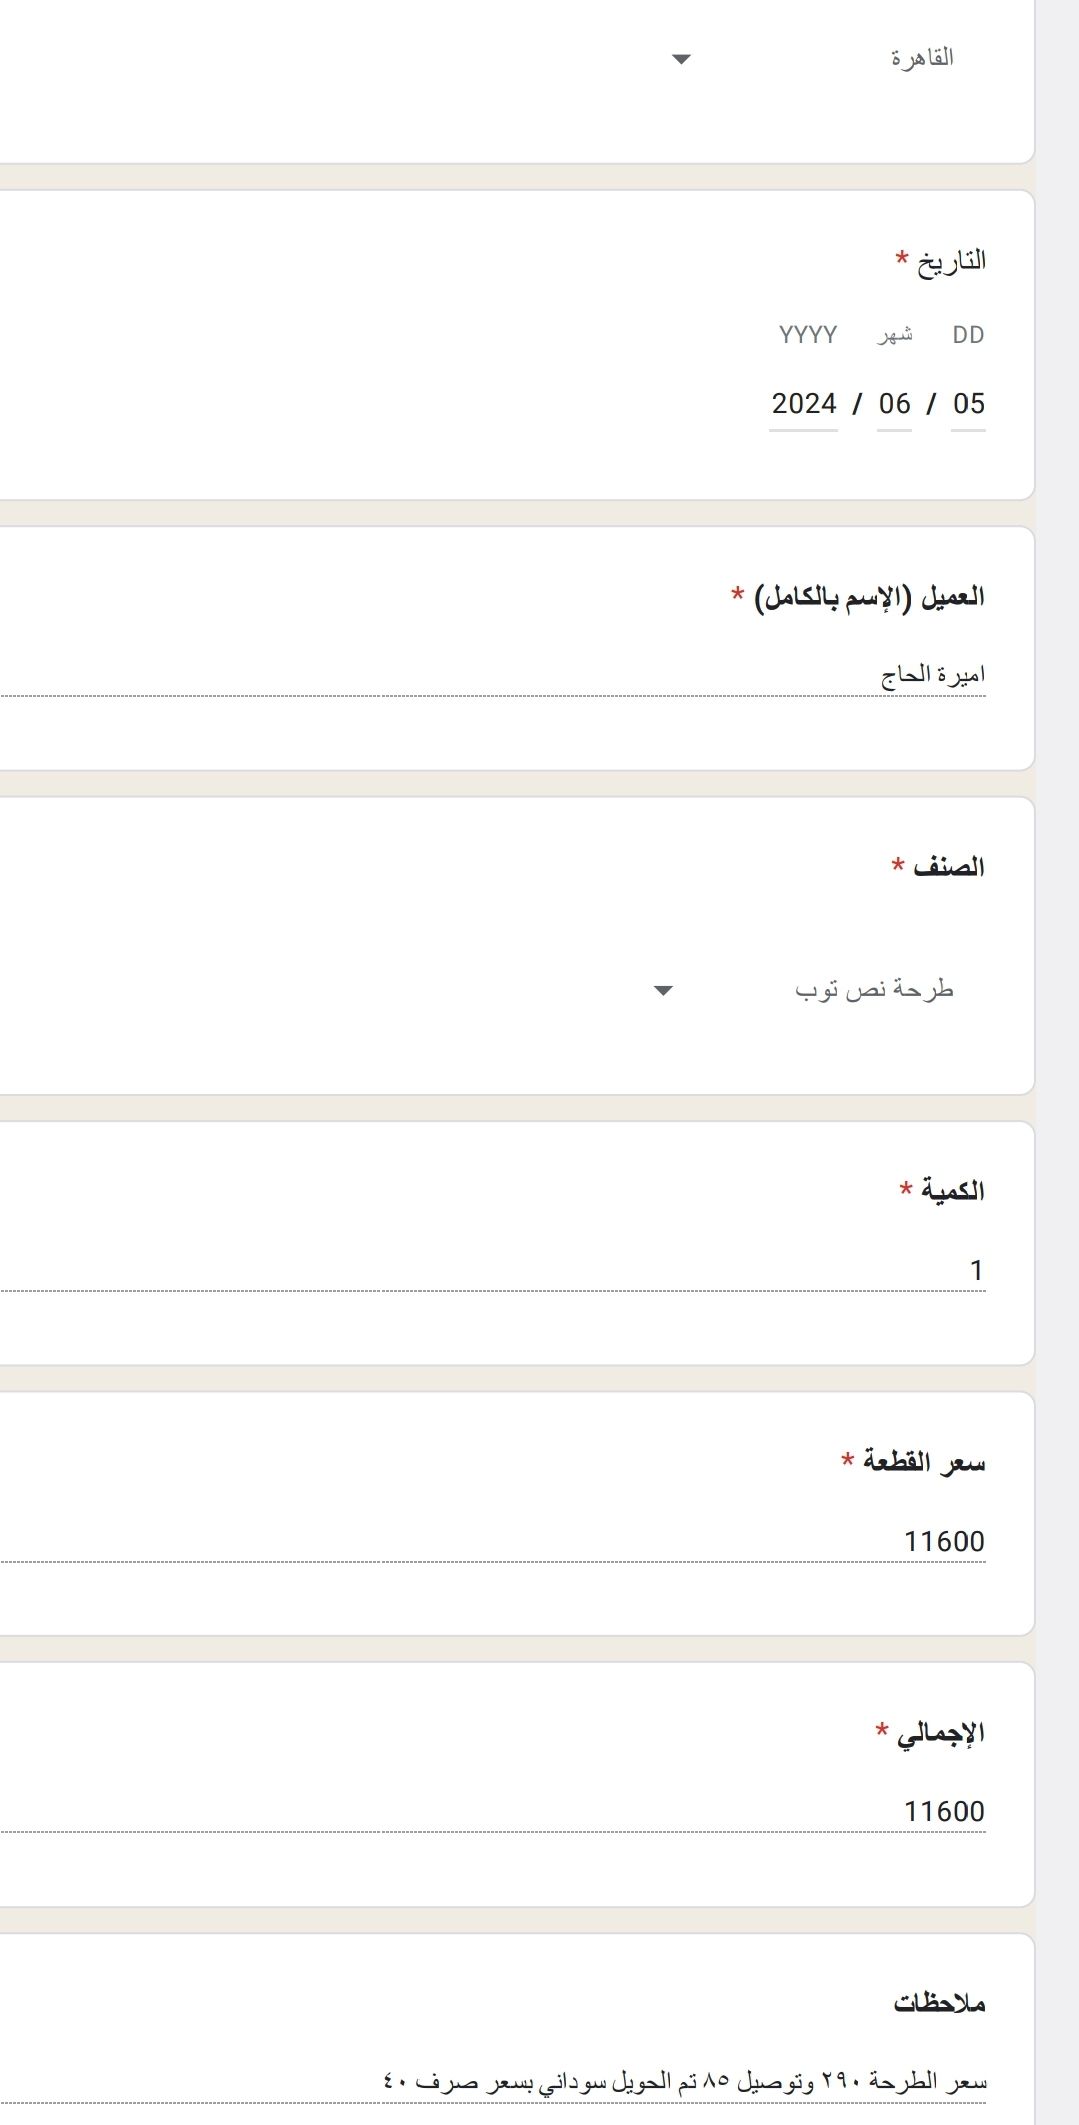 القاهرة
التاريخ *
DD شهر YYYY
05 / 06 / 2024
العميل (الإسم بالكامل) *
اميرة الحاج
الصنف *
طرحة نص توب
الكمية *
1
سعر القطعة *
11600
الإجمالي *
11600
ملاحظات
سعر الطرحة ٢٩٠ وتوصيل ٨٥ تم الحويل سوداني بسعر صرف ٤٠